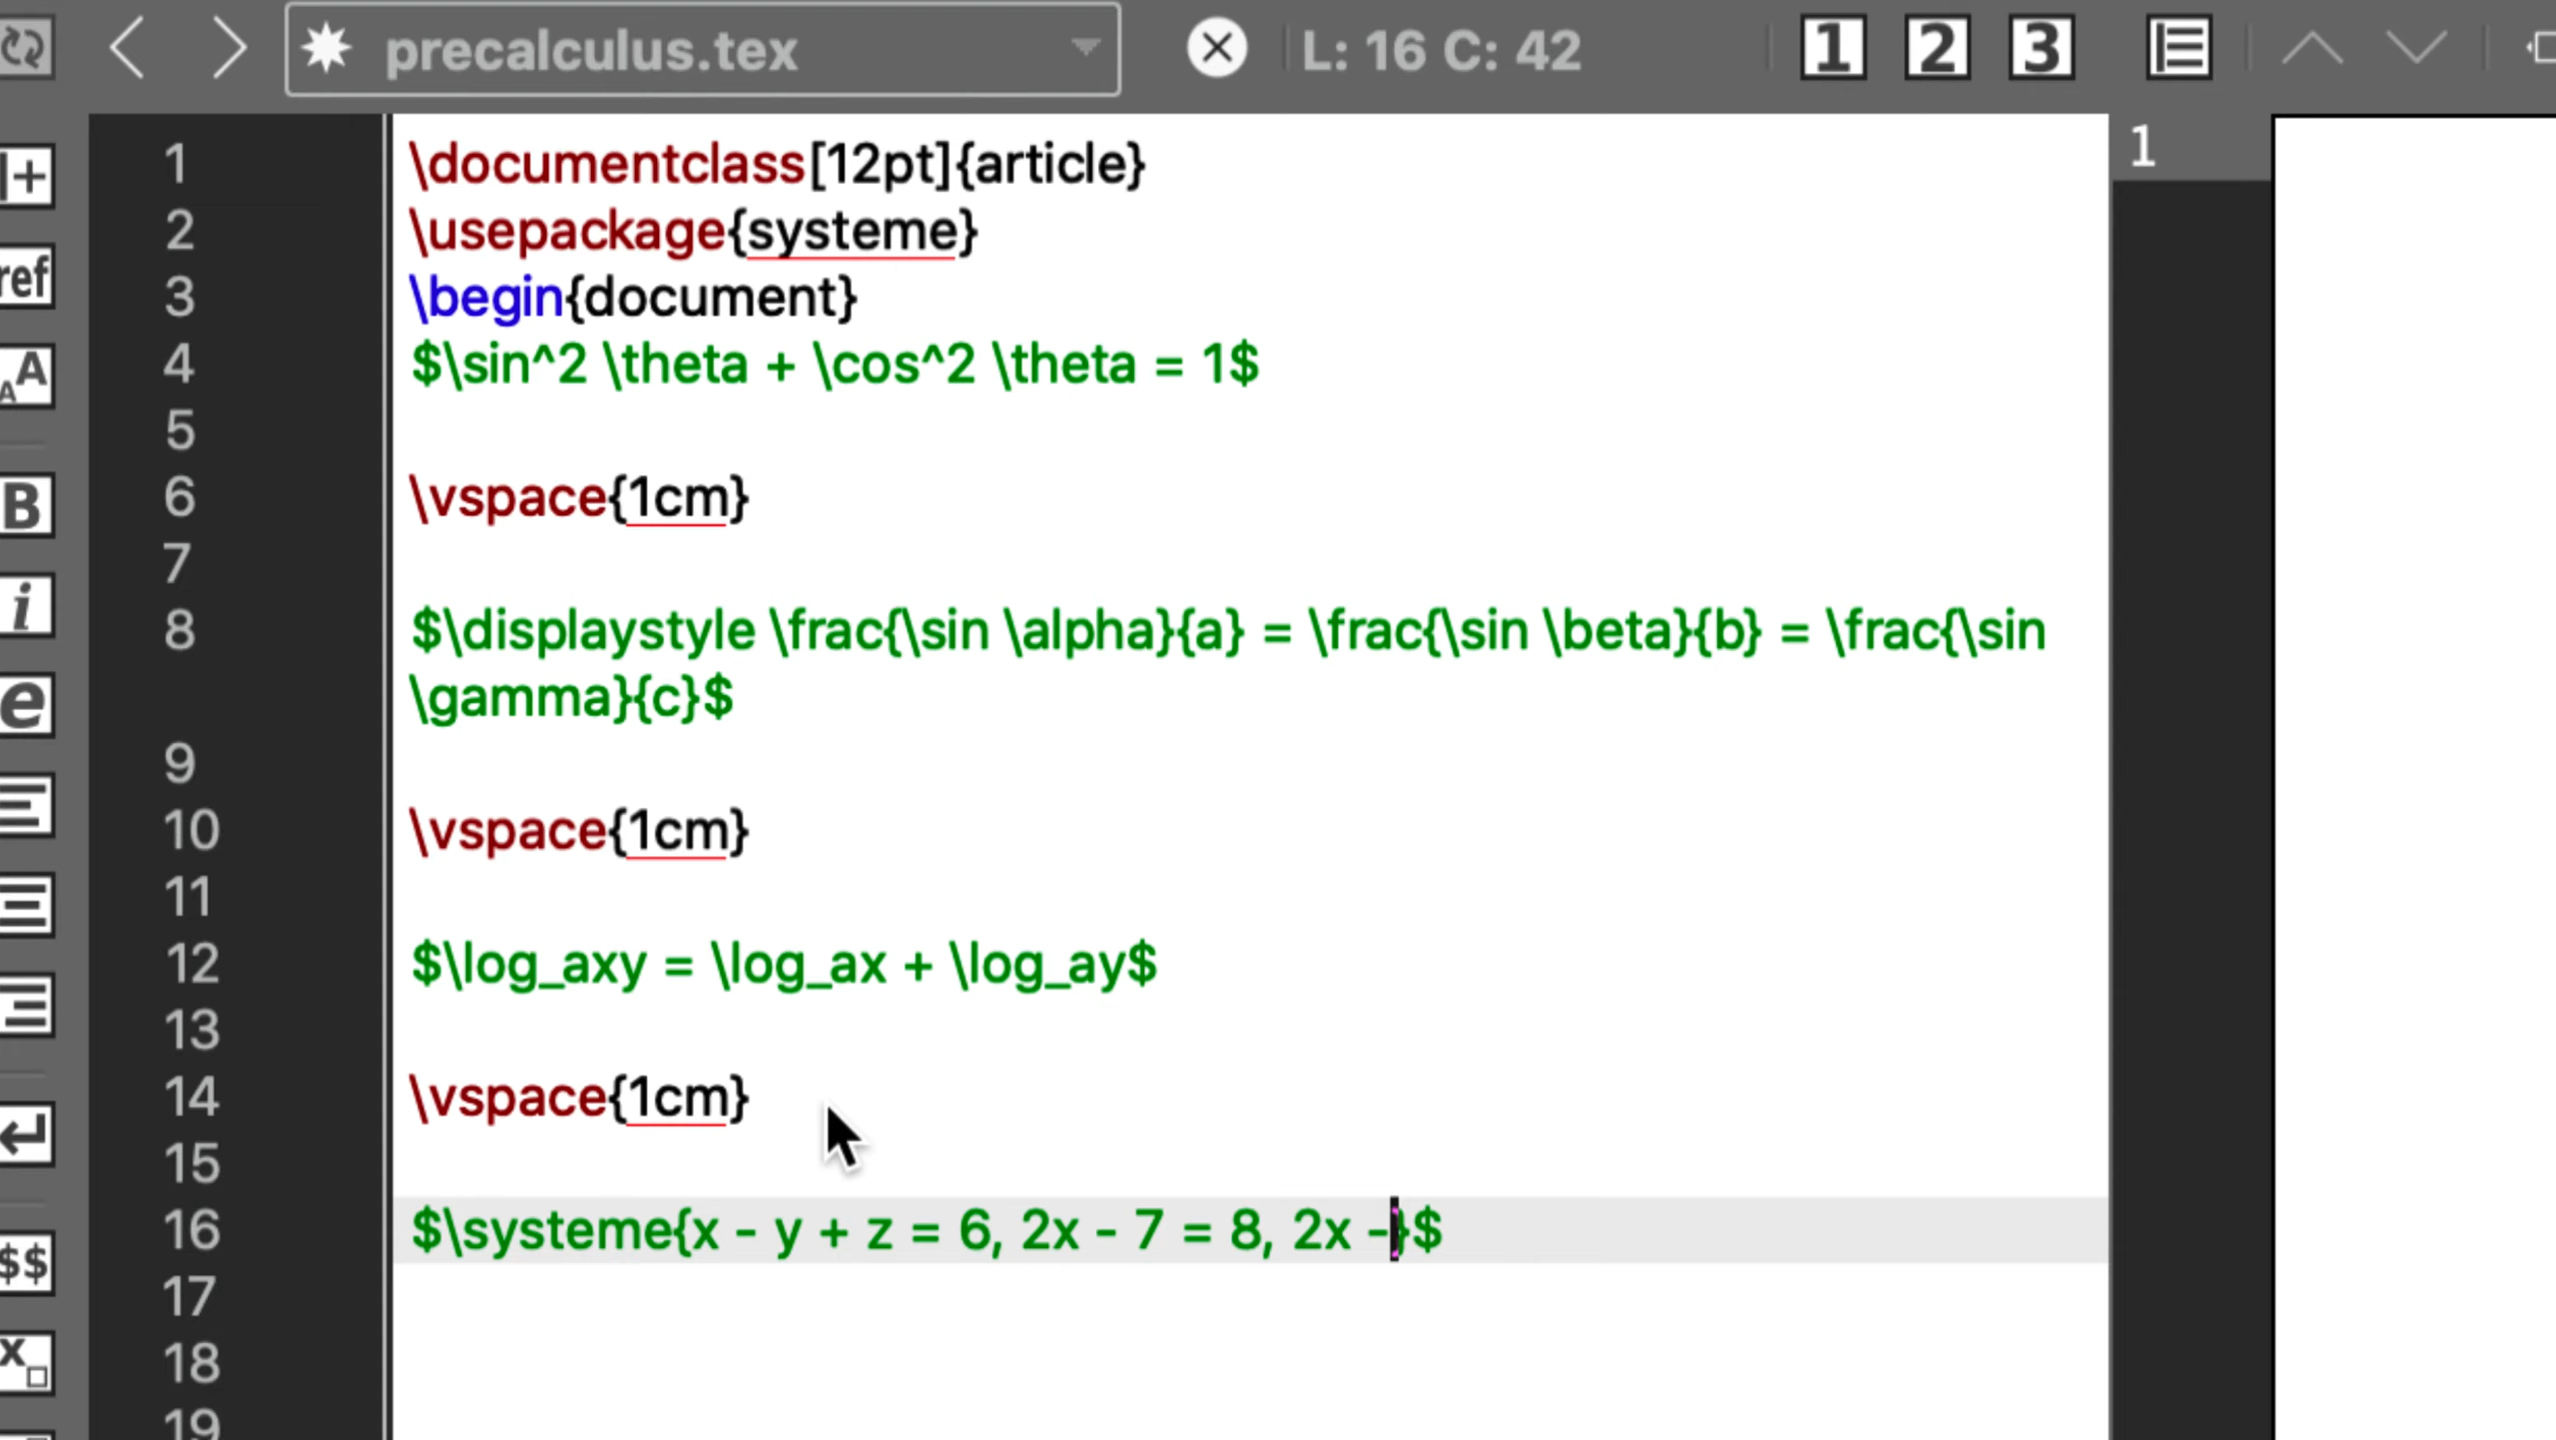 precalculus.tex L: 16 C: 42 1 2 3
1
ref
AA
B
i
e
$$
x
1 \documentclass[12pt]{article}
2 \usepackage{systeme}
3 \begin{document}
4 $\sin^2 \theta + \cos^2 \theta = 1$
5
6 \vspace{1cm}
7
8 $\displaystyle \frac{\sin \alpha}{a} = \frac{\sin \beta}{b} = \frac{\sin
\gamma}{c}$
9
10 \vspace{1cm}
11
12 $\log_axy = \log_ax + \log_ay$
13
14 \vspace{1cm}
15
16 $\systeme{x - y + z = 6, 2x - 7 = 8, 2x -}$
17
18
19